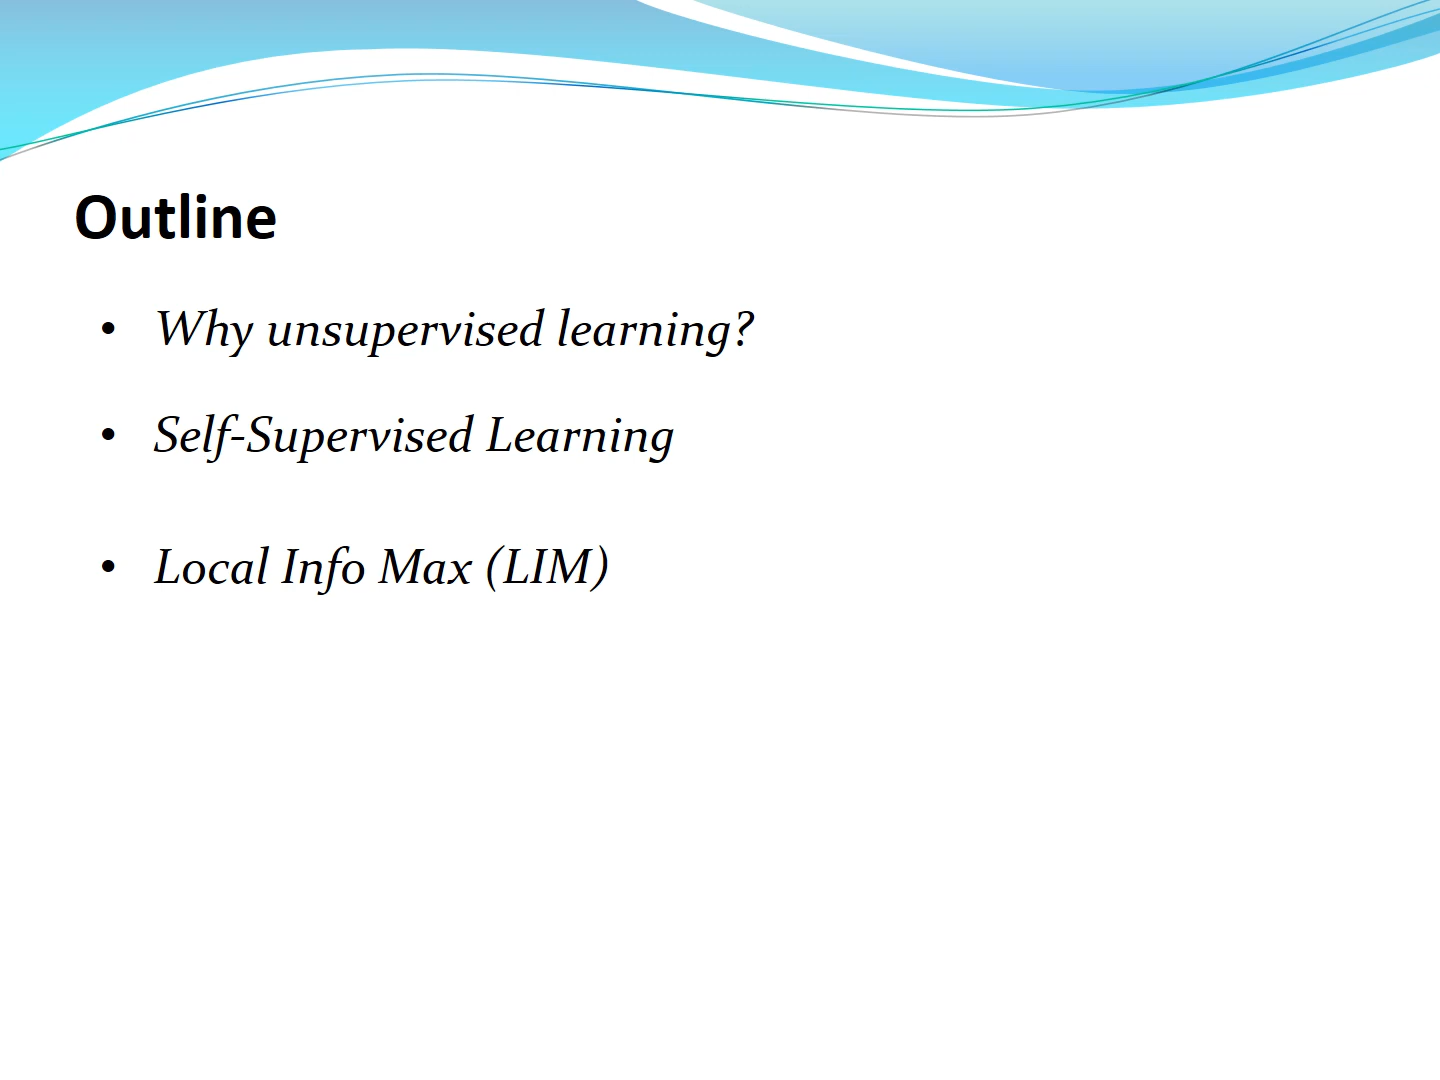 Outline
• Why unsupervised learning?
• Self-Supervised Learning
• Local Info Max (LIM)